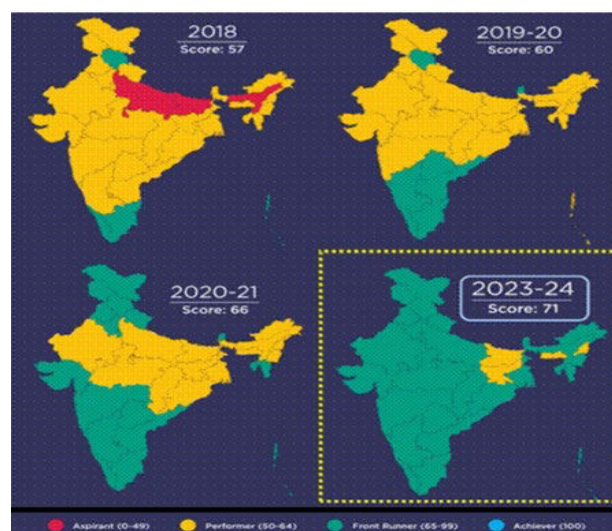 2018
Score: 57
2019-20
Score: 60
2020-21
Score: 66
2023-24
Score: 71
Aspirant (0-49)
Performer (50-64)
Front Runner (65-99)
Achiever (100)